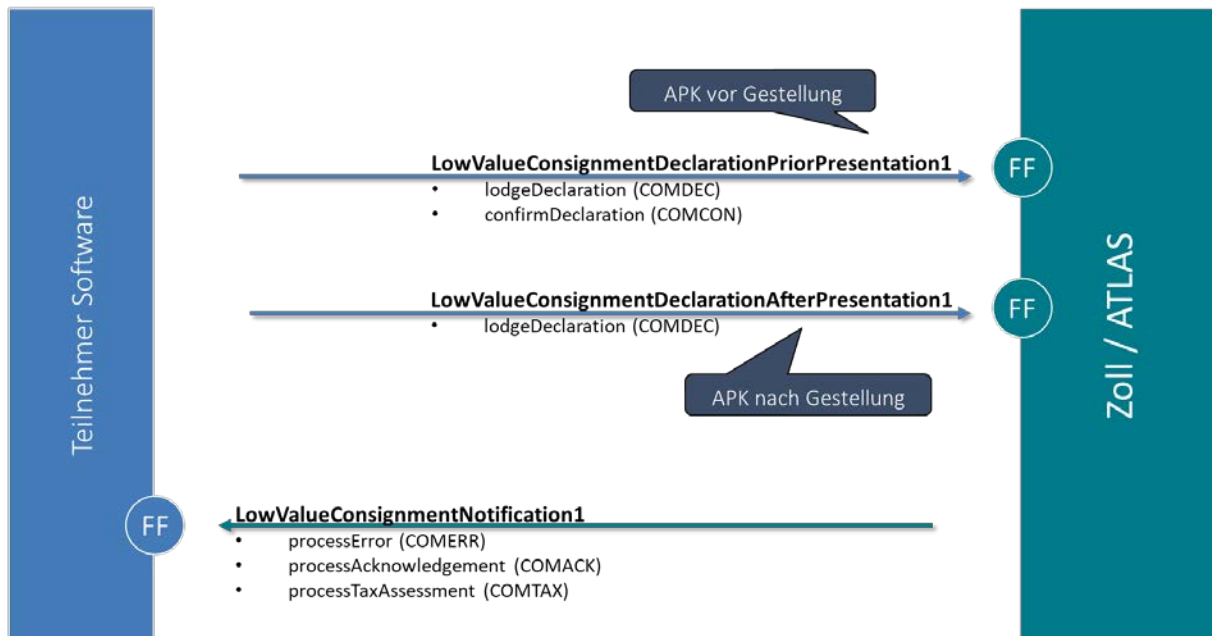 APK vor Gestellung
LowValueConsignmentDeclarationPriorPresentation1
FF
• lodgeDeclaration (COMDEC)
• confirmDeclaration (COMCON)
Teilnehmer Software
Zoll / ATLAS
LowValueConsignmentDeclarationAfterPresentation1
FF
• lodgeDeclaration (COMDEC)
APK nach Gestellung
FF
LowValueConsignmentNotification1
• processError (COMERR)
• processAcknowledgement (COMACK)
• processTaxAssessment (COMTAX)